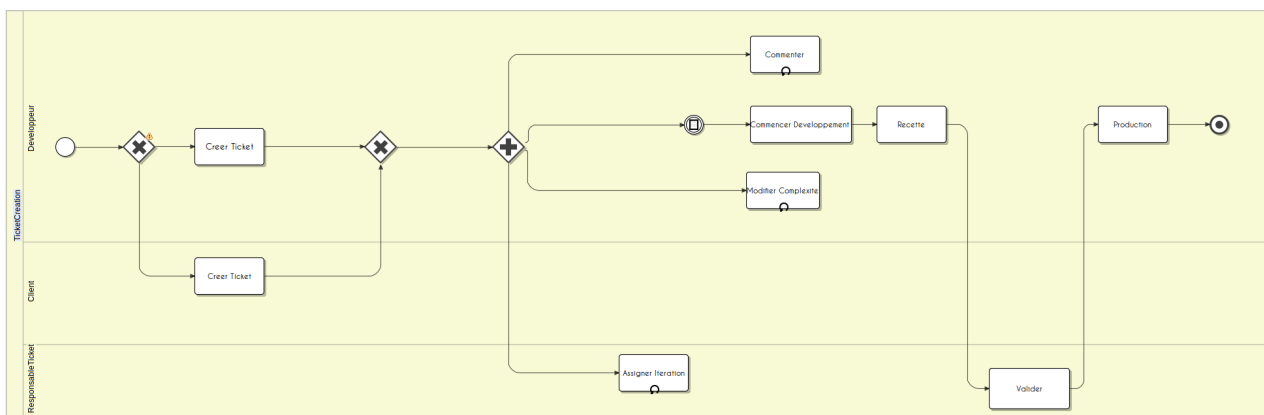 TicketCreation
Developpeur
Creer Ticket
Commenter
Commencer Developpement
Recette
Production
Modifier Complexite
Client
Creer Ticket
ResponsableTicket
Assigner Iteration
Valider